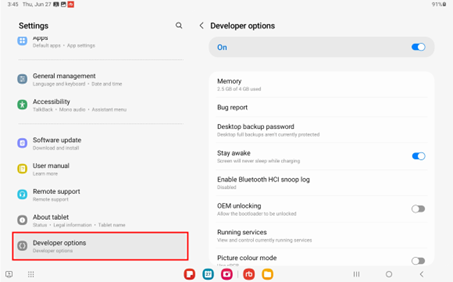 3:45 Thu, Jun 27
91%
Settings
Apps
Default apps • App settings
General management
Language and keyboard • Date and time
Accessibility
TalkBack • Mono audio • Assistant menu
Software update
Download and install
User manual
Learn more
Remote support
Remote support
About tablet
Status • Legal information • Tablet name
Developer options
Developer options
Developer options
On
Memory
2.5 GB of 4 GB used
Bug report
Desktop backup password
Desktop full backups aren't currently protected
Stay awake
Screen will never sleep while charging
Enable Bluetooth HCI snoop log
Disabled
OEM unlocking
Allow the bootloader to be unlocked
Running services
View and control currently running services
Picture colour mode